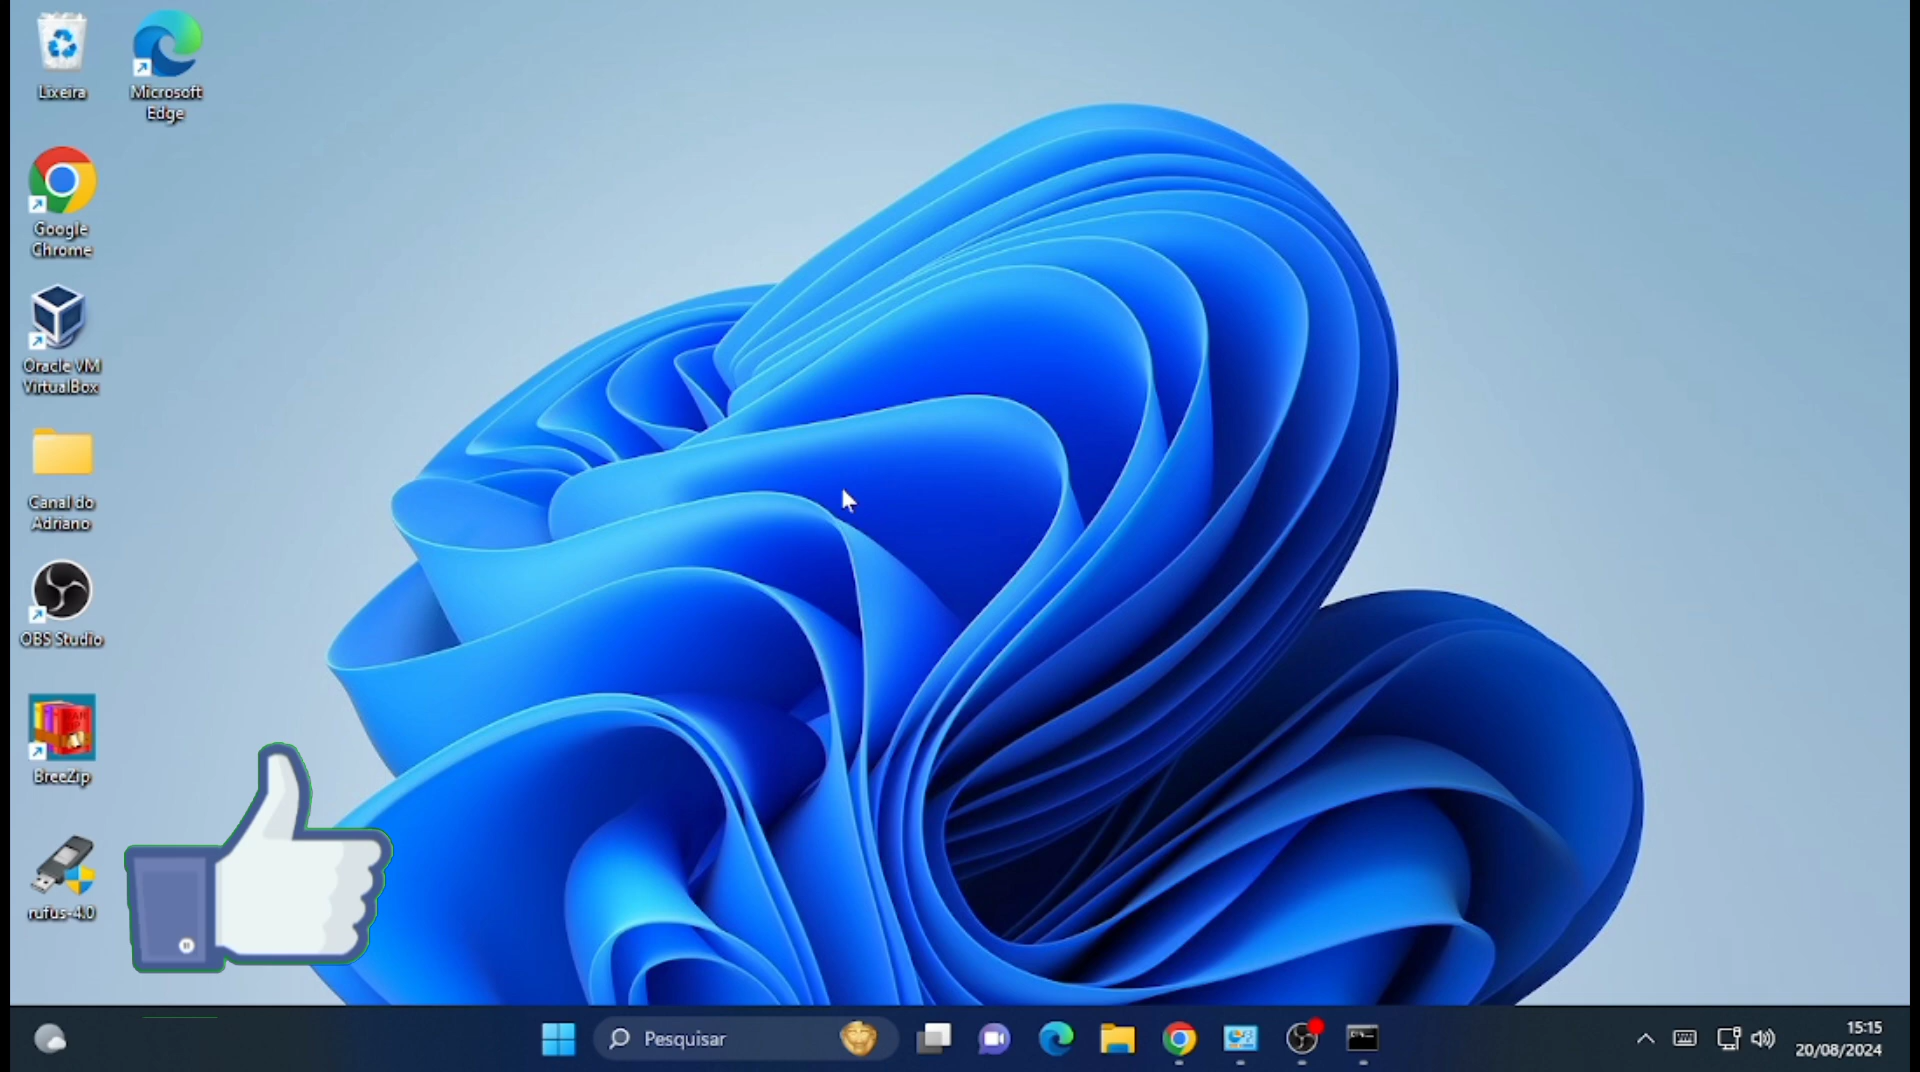 Lixeira
Microsoft
Edge
Google
Chrome
Oracle VM
VirtualBox
Canal do
Adriano
OBS Studio
BreeZip
rufus-4.0
Pesquisar
15:15
20/08/2024